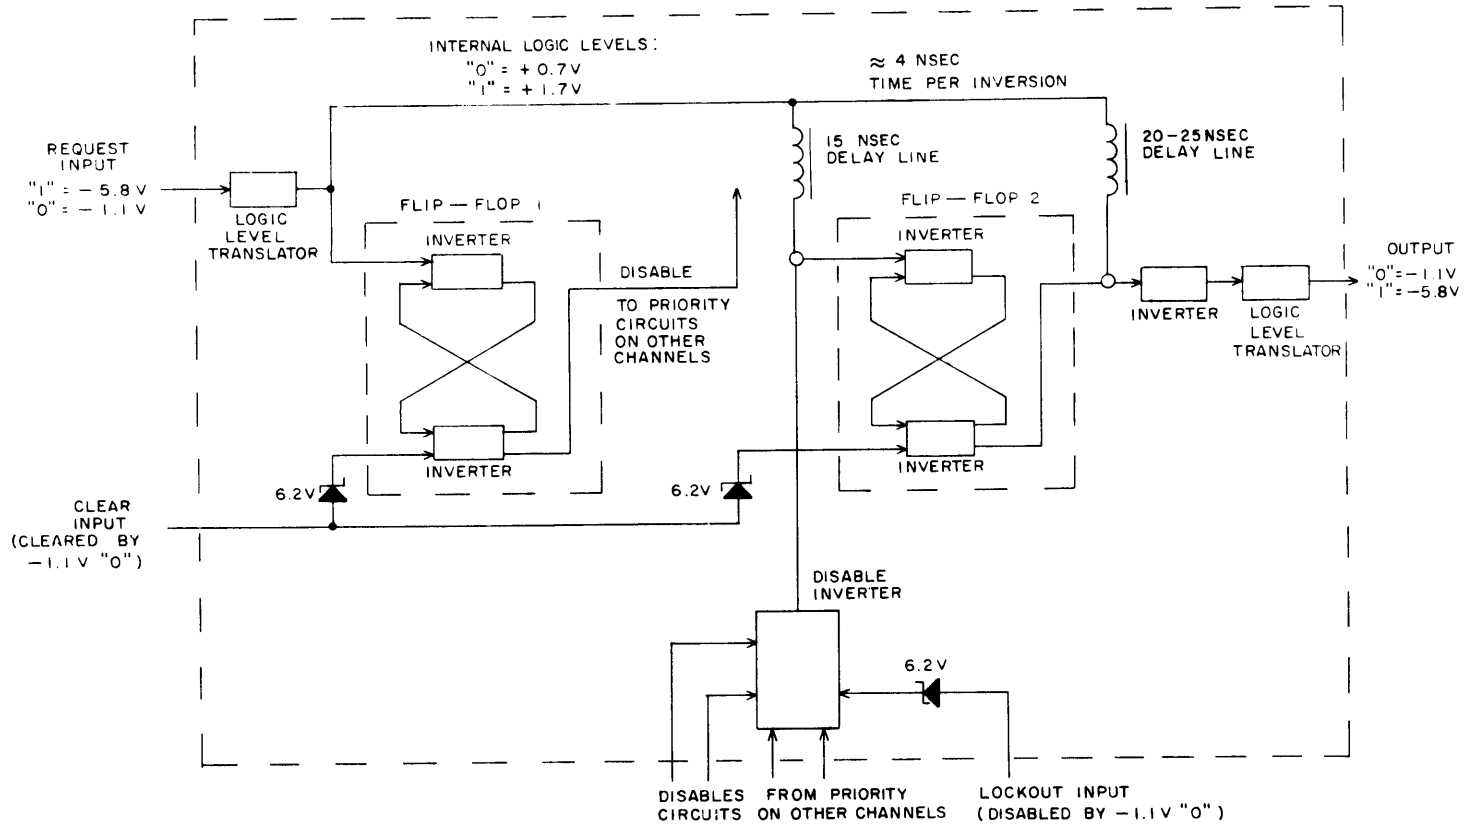 INTERNAL LOGIC LEVELS:
"0" = + 0.7V
"1" = + 1.7V
≈ 4 NSEC
TIME PER INVERSION
REQUEST
INPUT
"1" = − 5.8 V
"0" = − 1.1 V
LOGIC
LEVEL
TRANSLATOR
15 NSEC
DELAY LINE
20-25NSEC
DELAY LINE
FLIP — FLOP 1
INVERTER
INVERTER
DISABLE
TO PRIORITY
CIRCUITS
ON OTHER
CHANNELS
FLIP — FLOP 2
INVERTER
INVERTER
INVERTER
LOGIC
LEVEL
TRANSLATOR
OUTPUT
"0"=−1.1V
"1"=−5.8V
6.2V
6.2V
CLEAR
INPUT
(CLEARED BY
−1.1 V "0")
DISABLE
INVERTER
6.2V
DISABLES FROM PRIORITY
CIRCUITS ON OTHER CHANNELS
LOCKOUT INPUT
(DISABLED BY −1.1V "0")